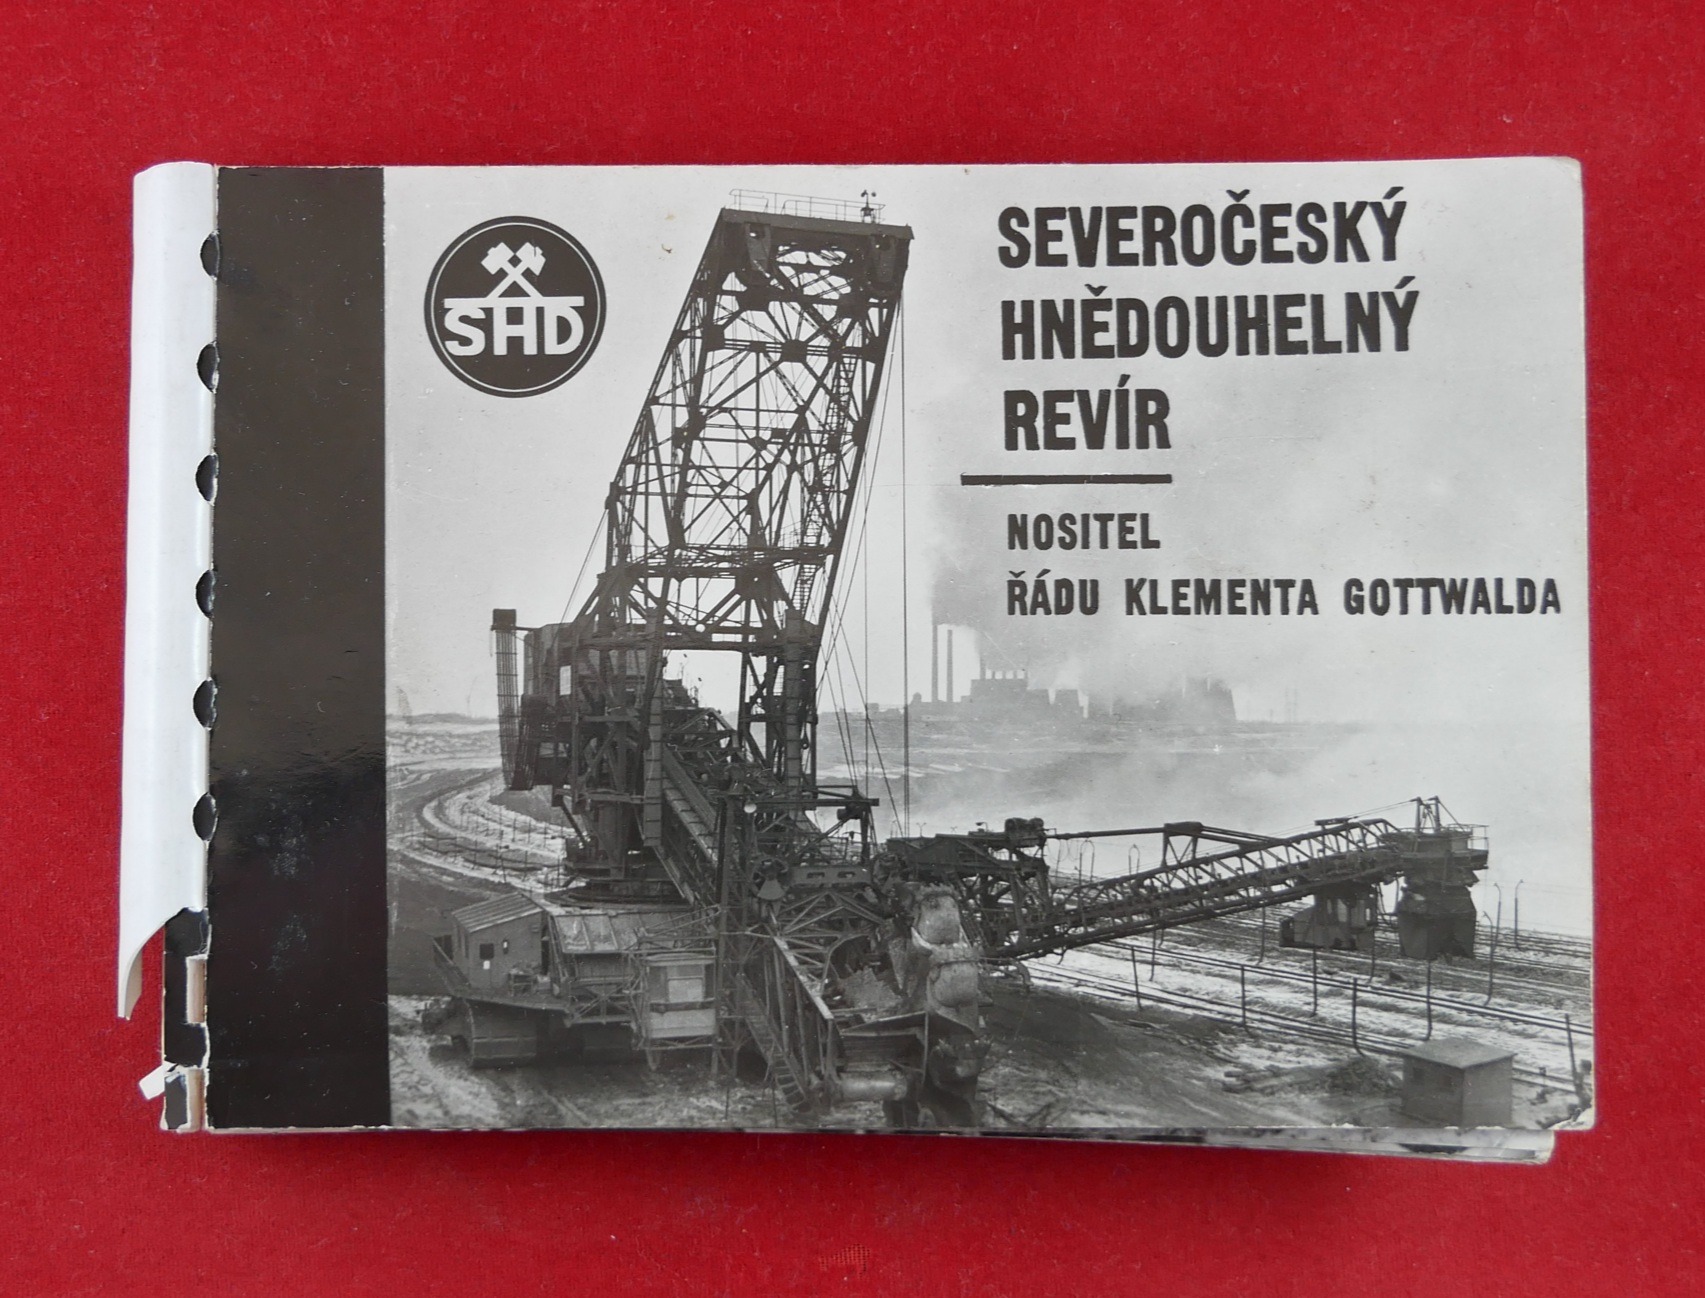 SHD
SEVEROČESKÝ
HNĚDOUHELNÝ
REVÍR
NOSITEL
ŘÁDU KLEMENTA GOTTWALDA